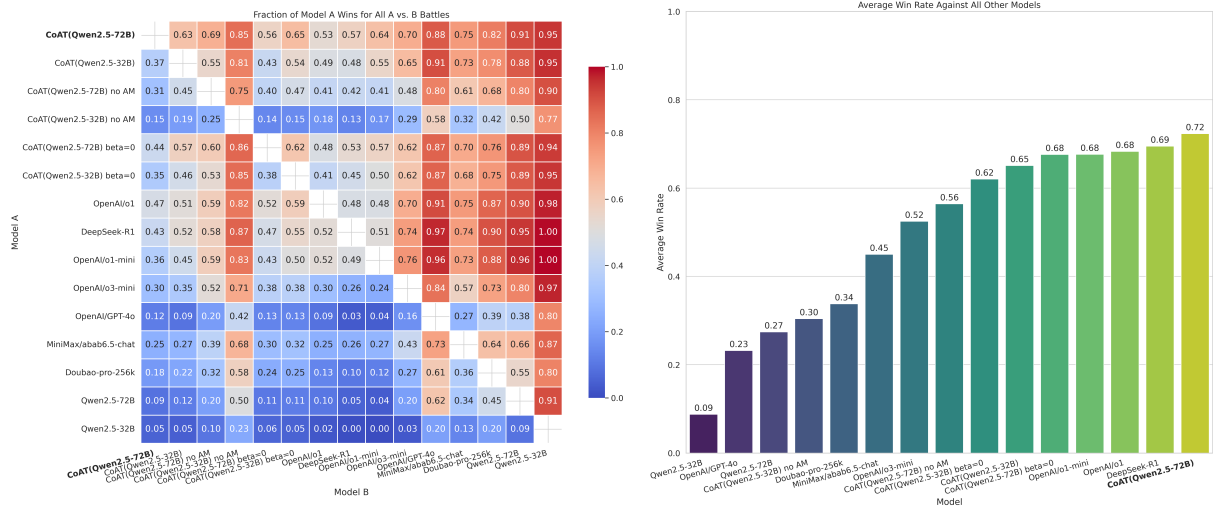 Fraction of Model A Wins for All A vs. B Battles
Model A
CoAT(Qwen2.5-72B) 0.63 0.69 0.85 0.56 0.65 0.53 0.57 0.64 0.70 0.88 0.75 0.82 0.91 0.95
CoAT(Qwen2.5-32B) 0.37 0.55 0.81 0.43 0.54 0.49 0.48 0.55 0.65 0.91 0.73 0.78 0.88 0.95
CoAT(Qwen2.5-72B) no AM 0.31 0.45 0.75 0.40 0.47 0.41 0.42 0.41 0.48 0.80 0.61 0.68 0.80 0.90
CoAT(Qwen2.5-32B) no AM 0.15 0.19 0.25 0.14 0.15 0.18 0.13 0.17 0.29 0.58 0.32 0.42 0.50 0.77
CoAT(Qwen2.5-72B) beta=0 0.44 0.57 0.60 0.86 0.62 0.48 0.53 0.57 0.62 0.87 0.70 0.76 0.89 0.94
CoAT(Qwen2.5-32B) beta=0 0.35 0.46 0.53 0.85 0.38 0.41 0.45 0.50 0.62 0.87 0.68 0.75 0.89 0.95
OpenAI/o1 0.47 0.51 0.59 0.82 0.52 0.59 0.48 0.48 0.70 0.91 0.75 0.87 0.90 0.98
DeepSeek-R1 0.43 0.52 0.58 0.87 0.47 0.55 0.52 0.51 0.74 0.97 0.74 0.90 0.95 1.00
OpenAI/o1-mini 0.36 0.45 0.59 0.83 0.43 0.50 0.52 0.49 0.76 0.96 0.73 0.88 0.96 1.00
OpenAI/o3-mini 0.30 0.35 0.52 0.71 0.38 0.38 0.30 0.26 0.24 0.84 0.57 0.73 0.80 0.97
OpenAI/GPT-4o 0.12 0.09 0.20 0.42 0.13 0.13 0.09 0.03 0.04 0.16 0.27 0.39 0.38 0.80
MiniMax/abab6.5-chat 0.25 0.27 0.39 0.68 0.30 0.32 0.25 0.26 0.27 0.43 0.73 0.64 0.66 0.87
Doubao-pro-256k 0.18 0.22 0.32 0.58 0.24 0.25 0.13 0.10 0.12 0.27 0.61 0.36 0.55 0.80
Qwen2.5-72B 0.09 0.12 0.20 0.50 0.11 0.11 0.10 0.05 0.04 0.20 0.62 0.34 0.45 0.91
Qwen2.5-32B 0.05 0.05 0.10 0.23 0.06 0.05 0.02 0.00 0.00 0.03 0.20 0.13 0.20 0.09
CoAT(Qwen2.5-72B)
CoAT(Qwen2.5-32B)
CoAT(Qwen2.5-72B) no AM
CoAT(Qwen2.5-32B) no AM
CoAT(Qwen2.5-72B) beta=0
CoAT(Qwen2.5-32B) beta=0
OpenAI/o1
DeepSeek-R1
OpenAI/o1-mini
OpenAI/o3-mini
OpenAI/GPT-4o
MiniMax/abab6.5-chat
Doubao-pro-256k
Qwen2.5-72B
Qwen2.5-32B
Model B
1.0
0.8
0.6
0.4
0.2
0.0
Average Win Rate Against All Other Models
Average Win Rate
1.0
0.8
0.6
0.4
0.2
0.0
0.09
0.23
0.27
0.30
0.34
0.45
0.52
0.56
0.62
0.65
0.68
0.68
0.68
0.69
0.72
Qwen2.5-32B
OpenAI/GPT-4o
Qwen2.5-72B
CoAT(Qwen2.5-32B) no AM
Doubao-pro-256k
MiniMax/abab6.5-chat
OpenAI/o3-mini
CoAT(Qwen2.5-72B) no AM
CoAT(Qwen2.5-32B) beta=0
CoAT(Qwen2.5-32B)
CoAT(Qwen2.5-72B) beta=0
OpenAI/o1-mini
OpenAI/o1
DeepSeek-R1
CoAT(Qwen2.5-72B)
Model